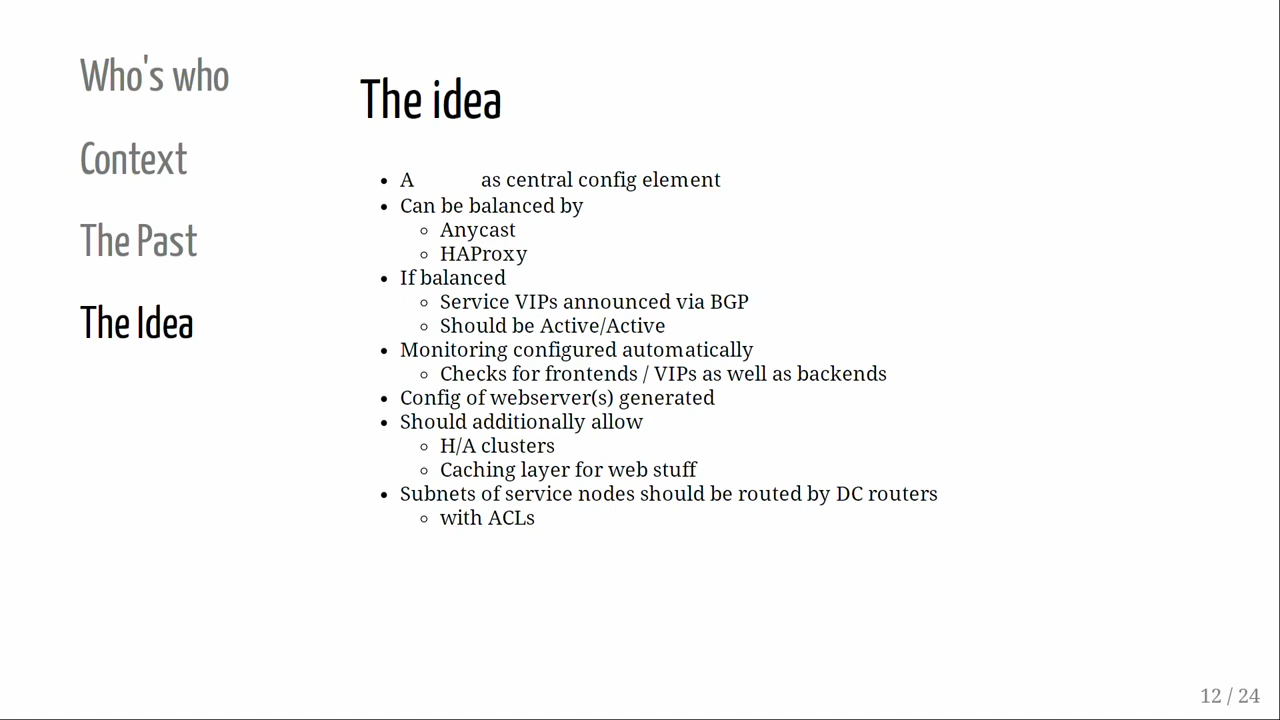 Who's who
Context
The Past
The Idea
The idea
• A as central config element
• Can be balanced by
◦ Anycast
◦ HAProxy
• If balanced
◦ Service VIPs announced via BGP
◦ Should be Active/Active
• Monitoring configured automatically
◦ Checks for frontends / VIPs as well as backends
• Config of webserver(s) generated
• Should additionally allow
◦ H/A clusters
◦ Caching layer for web stuff
• Subnets of service nodes should be routed by DC routers
◦ with ACLs
12 / 24